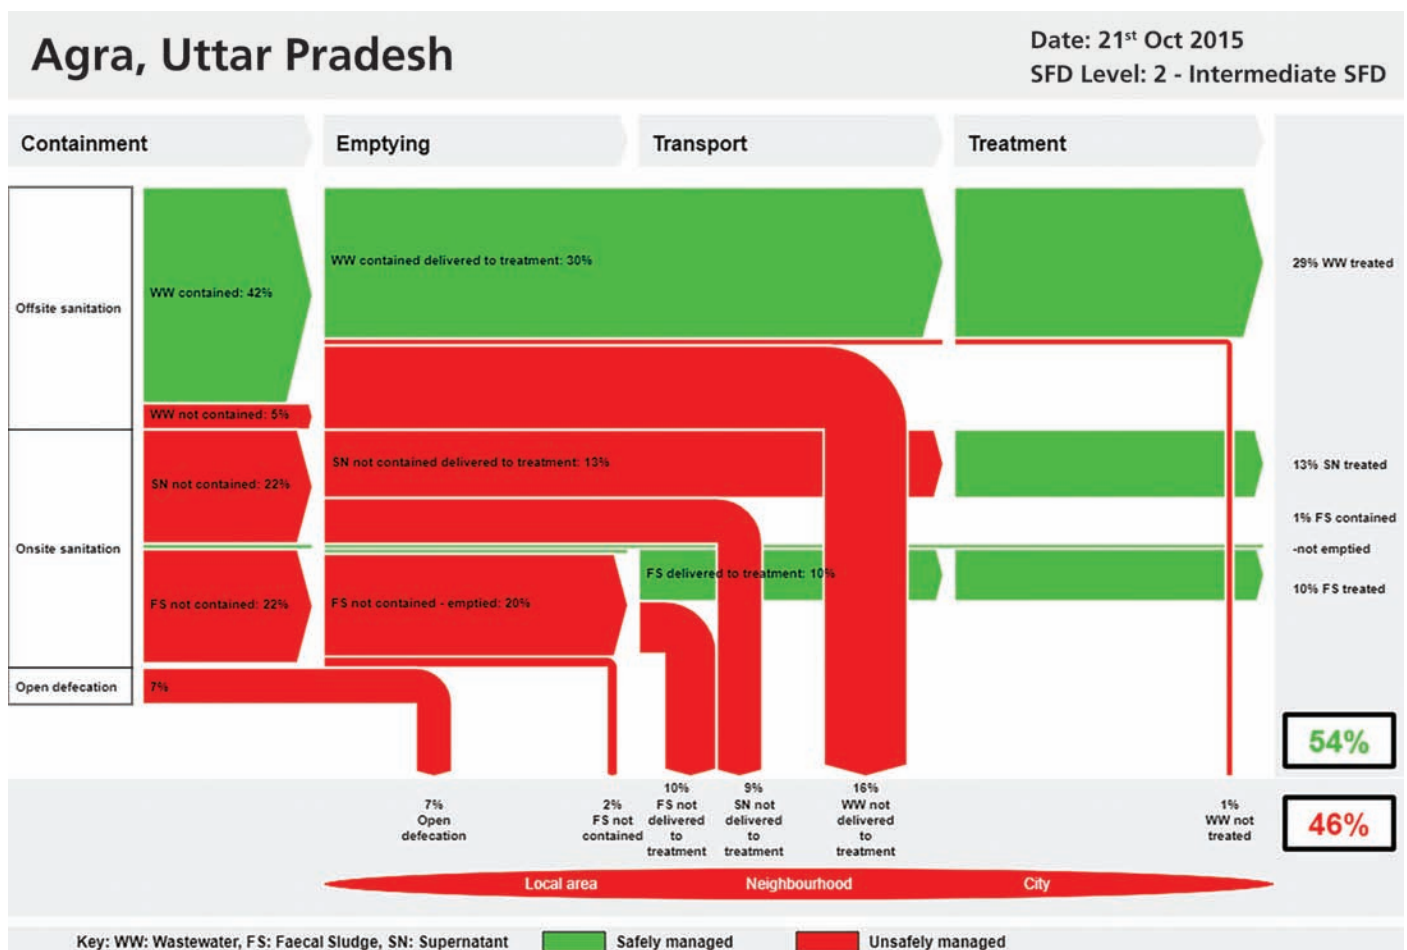 Agra, Uttar Pradesh
Date: 21st Oct 2015
SFD Level: 2 - Intermediate SFD
Containment
Emptying
Transport
Treatment
Offsite sanitation
WW contained: 42%
WW contained delivered to treatment: 30%
29% WW treated
WW not contained: 5%
Onsite sanitation
SN not contained: 22%
SN not contained delivered to treatment: 13%
13% SN treated
1% FS contained
-not emptied
FS not contained: 22%
FS not contained - emptied: 20%
FS delivered to treatment: 10%
10% FS treated
Open defecation
7%
54%
46%
7%
Open
defecation
2%
FS not
contained
10%
FS not
delivered
to
treatment
9%
SN not
delivered
to
treatment
16%
WW not
delivered
to
treatment
1%
WW not
treated
Local area
Neighbourhood
City
Key: WW: Wastewater, FS: Faecal Sludge, SN: Supernatant
Safely managed
Unsafely managed